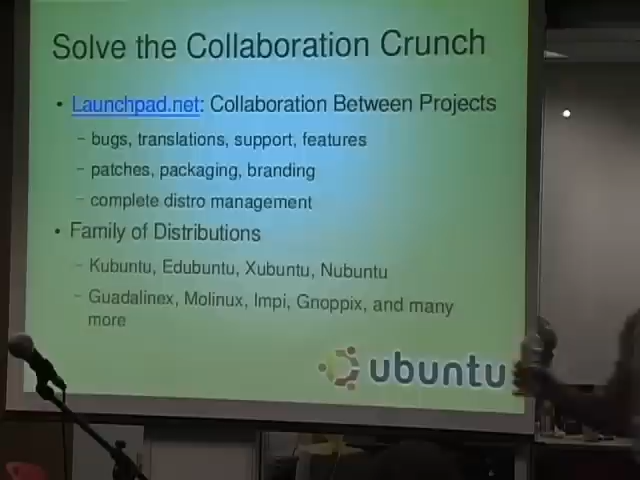 Solve the Collaboration Crunch
• Launchpad.net: Collaboration Between Projects
– bugs, translations, support, features
– patches, packaging, branding
– complete distro management
• Family of Distributions
– Kubuntu, Edubuntu, Xubuntu, Nubuntu
– Guadalinex, Molinux, Impi, Gnoppix, and many
more
ubuntu